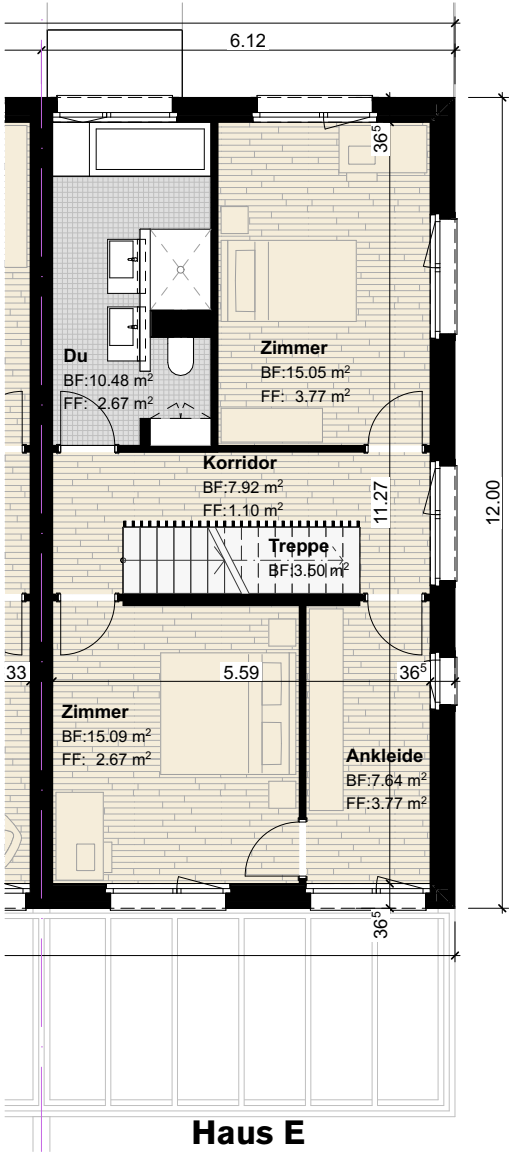 6.12
36⁵
Du
BF:10.48 m²
FF: 2.67 m²
Zimmer
BF:15.05 m²
FF: 3.77 m²
Korridor
BF:7.92 m²
FF:1.10 m²
11.27
12.00
Treppe
BF:3.50 m²
33
5.59
36⁵
Zimmer
BF:15.09 m²
FF: 2.67 m²
Ankleide
BF:7.64 m²
FF:3.77 m²
36⁵
Haus E